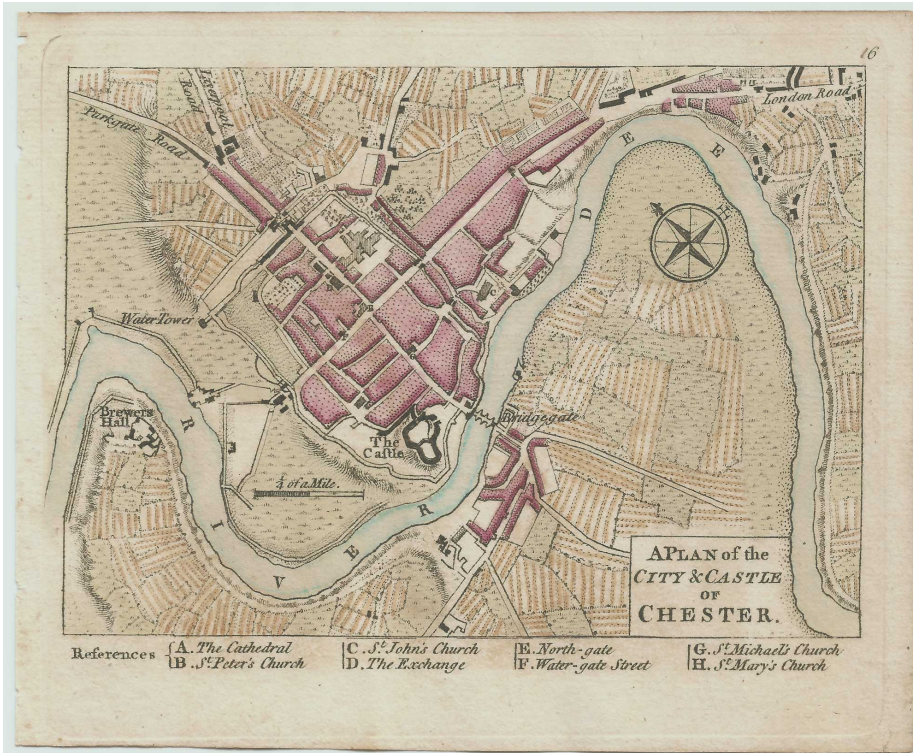 16
Parkgate
Road
Liverpool
Road
London Road
Water Tower
Brewers
Hall
The
Castle
Bridgegate
¼ of a Mile.
RIVER
DEE
A PLAN of the
CITY & CASTLE
OF
CHESTER.
References
A. The Cathedral
B. St. Peter's Church
C. St. John's Church
D. The Exchange
E. North-gate
F. Water-gate Street
G. St. Michael's Church
H. St. Mary's Church